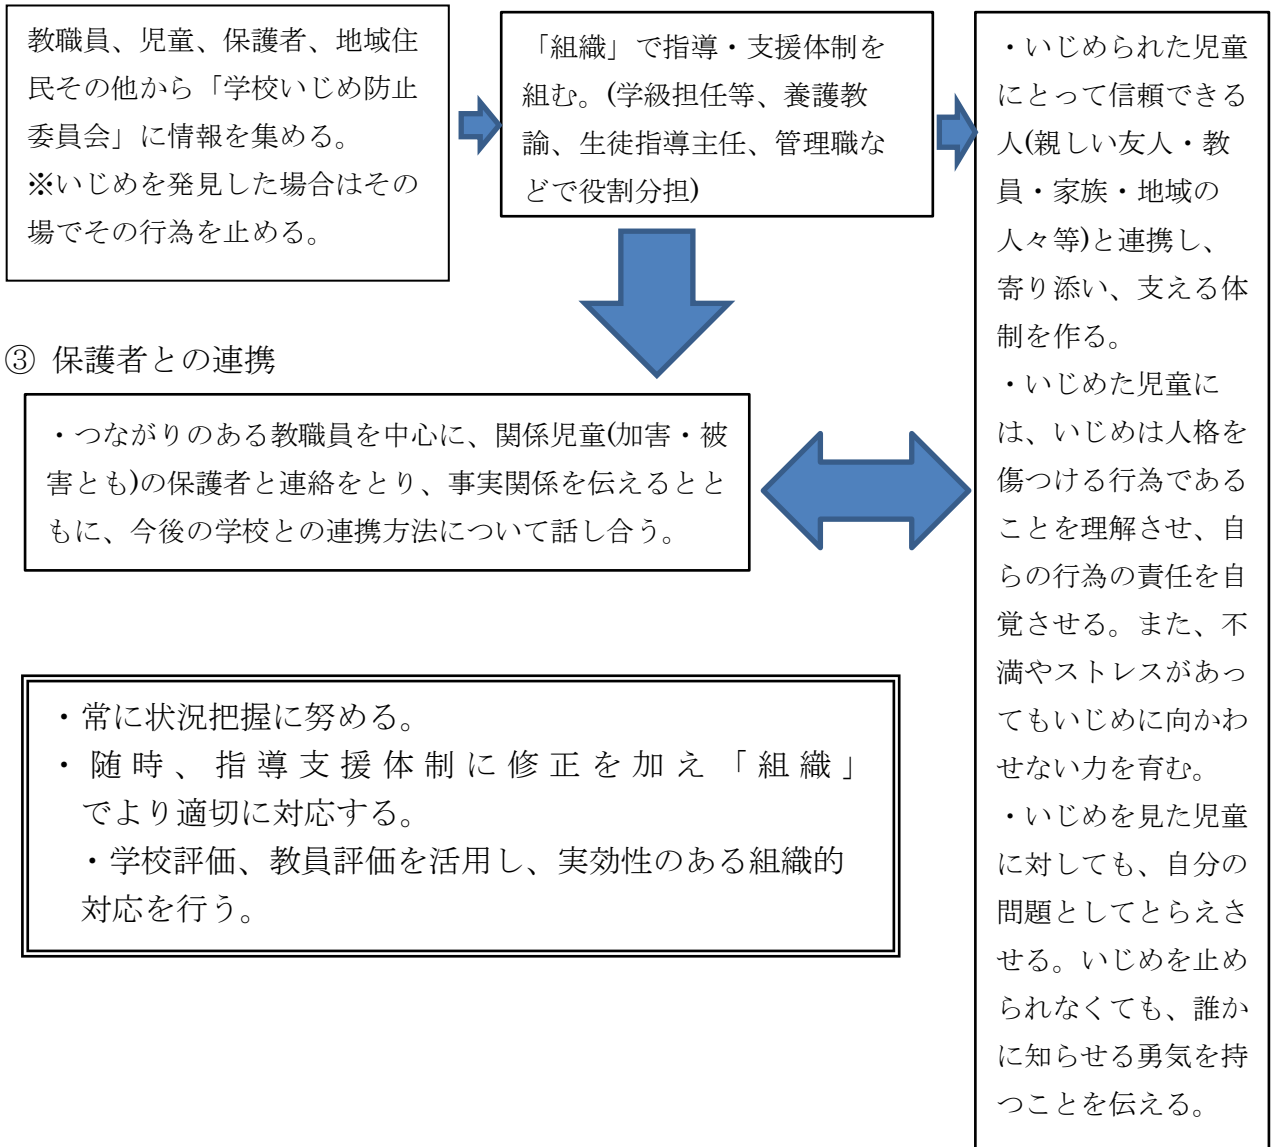 教職員、児童、保護者、地域住
民その他から「学校いじめ防止
委員会」に情報を集める。
※いじめを発見した場合はその
場でその行為を止める。
「組織」で指導・支援体制を
組む。(学級担任等、養護教
諭、生徒指導主任、管理職な
どで役割分担)
・いじめられた児童
にとって信頼できる
人(親しい友人・教
員・家族・地域の
人々等)と連携し、
寄り添い、支える体
制を作る。
・いじめた児童に
は、いじめは人格を
傷つける行為である
ことを理解させ、自
らの行為の責任を自
覚させる。また、不
満やストレスがあっ
てもいじめに向かわ
せない力を育む。
・いじめを見た児童
に対しても、自分の
問題としてとらえさ
せる。いじめを止め
られなくても、誰か
に知らせる勇気を持
つことを伝える。
③ 保護者との連携
・つながりのある教職員を中心に、関係児童(加害・被
害とも)の保護者と連絡をとり、事実関係を伝えるとと
もに、今後の学校との連携方法について話し合う。
・常に状況把握に努める。
・随時、指導支援体制に修正を加え「組織」
でより適切に対応する。
・学校評価、教員評価を活用し、実効性のある組織的
対応を行う。